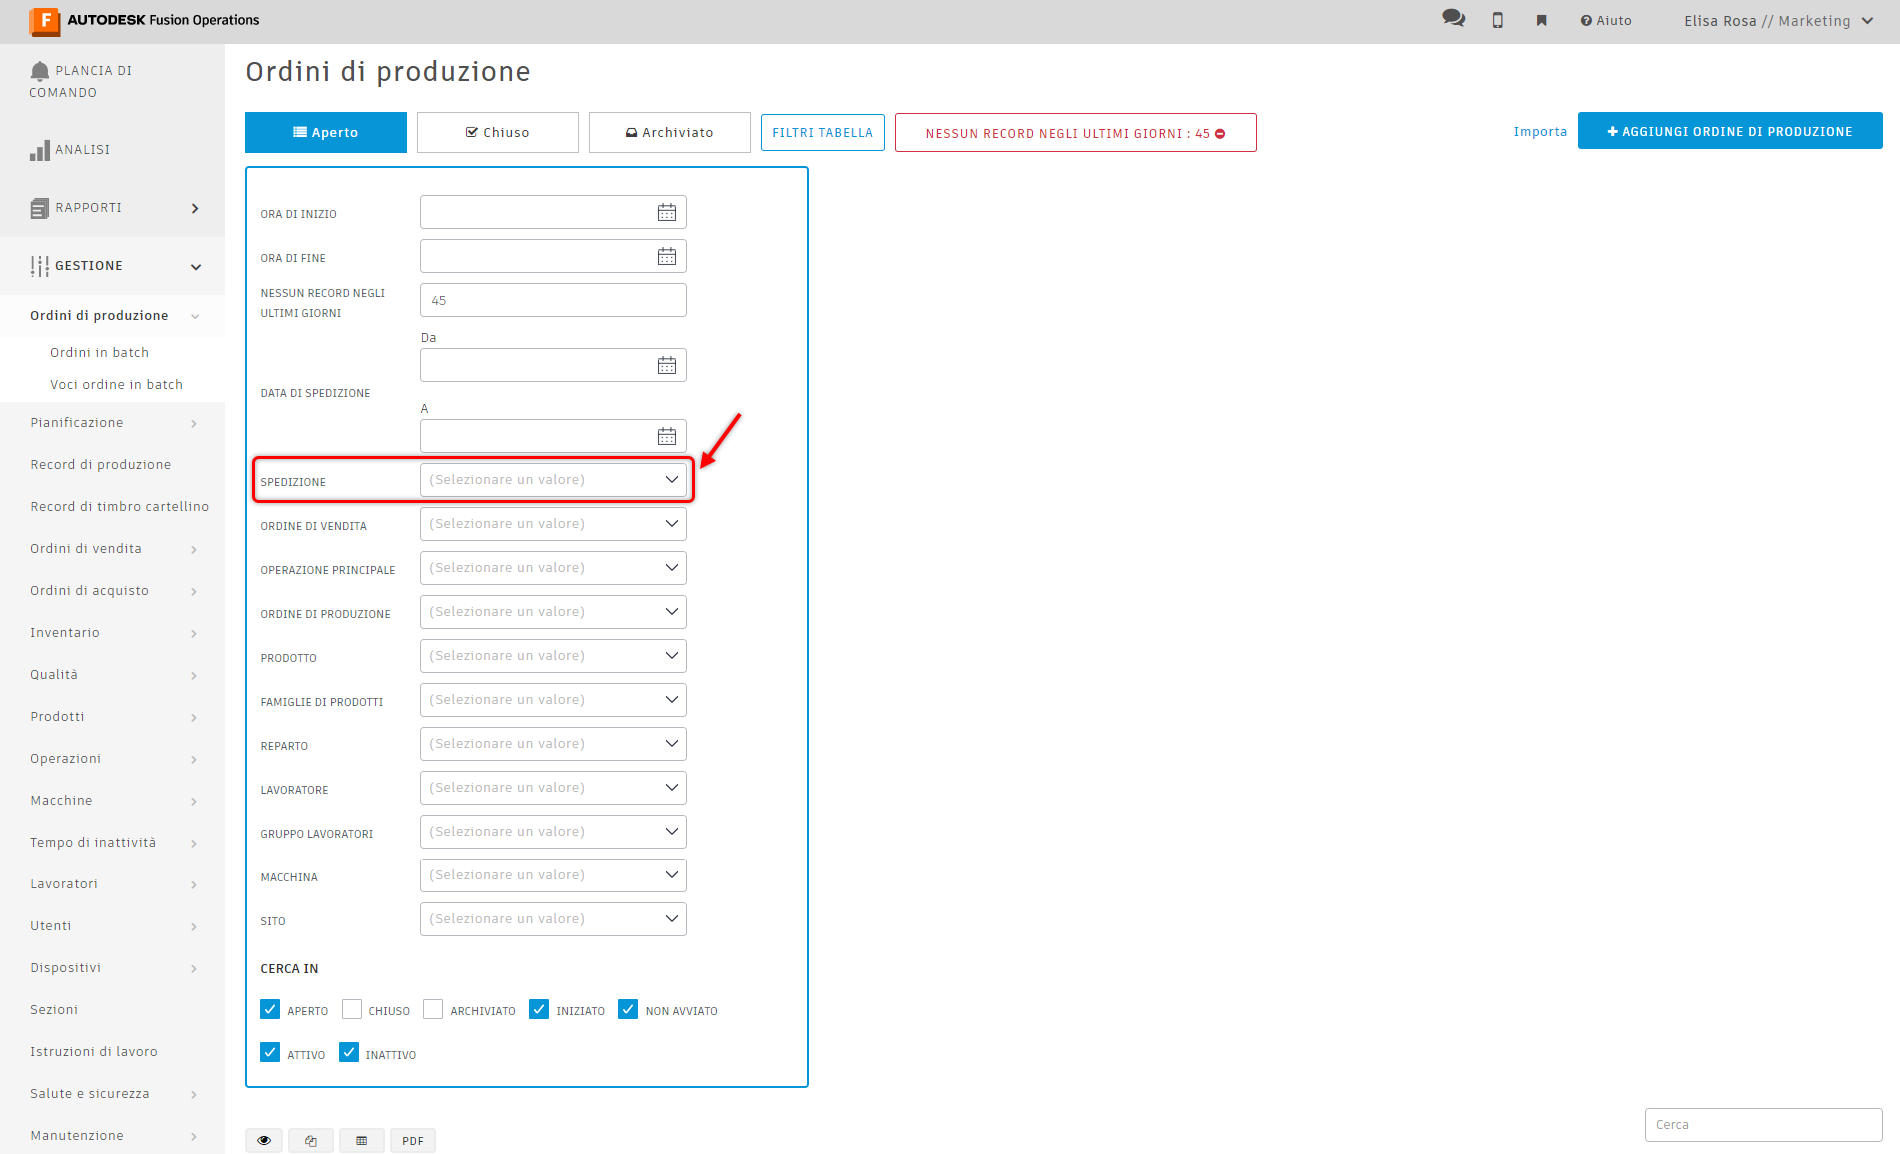 F AUTODESK Fusion Operations
Aiuto
Elisa Rosa // Marketing
PLANCIA DI
COMANDO
ANALISI
RAPPORTI
GESTIONE
Ordini di produzione
Ordini in batch
Voci ordine in batch
Pianificazione
Record di produzione
Record di timbro cartellino
Ordini di vendita
Ordini di acquisto
Inventario
Qualità
Prodotti
Operazioni
Macchine
Tempo di inattività
Lavoratori
Utenti
Dispositivi
Sezioni
Istruzioni di lavoro
Salute e sicurezza
Manutenzione
Ordini di produzione
Aperto
Chiuso
Archiviato
FILTRI TABELLA
NESSUN RECORD NEGLI ULTIMI GIORNI : 45
Importa
AGGIUNGI ORDINE DI PRODUZIONE
ORA DI INIZIO
ORA DI FINE
NESSUN RECORD NEGLI
ULTIMI GIORNI
45
Da
DATA DI SPEDIZIONE
A
SPEDIZIONE (Selezionare un valore)
ORDINE DI VENDITA (Selezionare un valore)
OPERAZIONE PRINCIPALE (Selezionare un valore)
ORDINE DI PRODUZIONE (Selezionare un valore)
PRODOTTO (Selezionare un valore)
FAMIGLIE DI PRODOTTI (Selezionare un valore)
REPARTO (Selezionare un valore)
LAVORATORE (Selezionare un valore)
GRUPPO LAVORATORI (Selezionare un valore)
MACCHINA (Selezionare un valore)
SITO (Selezionare un valore)
CERCA IN
APERTO CHIUSO ARCHIVIATO INIZIATO NON AVVIATO
ATTIVO INATTIVO
PDF
Cerca